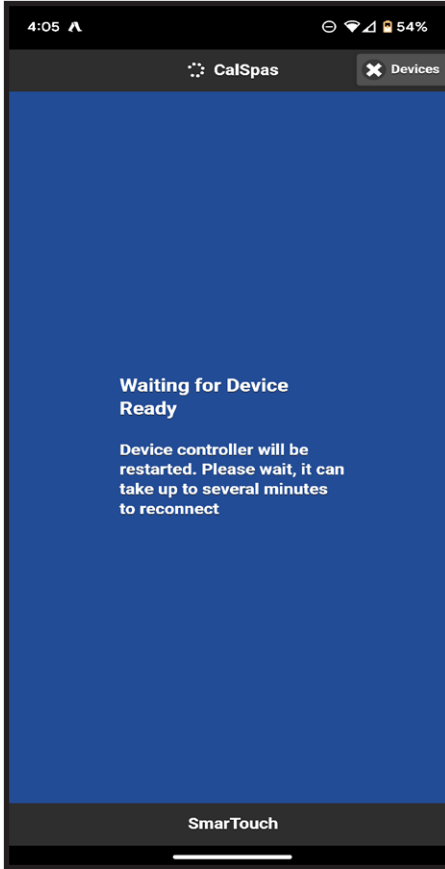 4:05 54%
CalSpas Devices
Waiting for Device
Ready
Device controller will be
restarted. Please wait, it can
take up to several minutes
to reconnect
SmarTouch